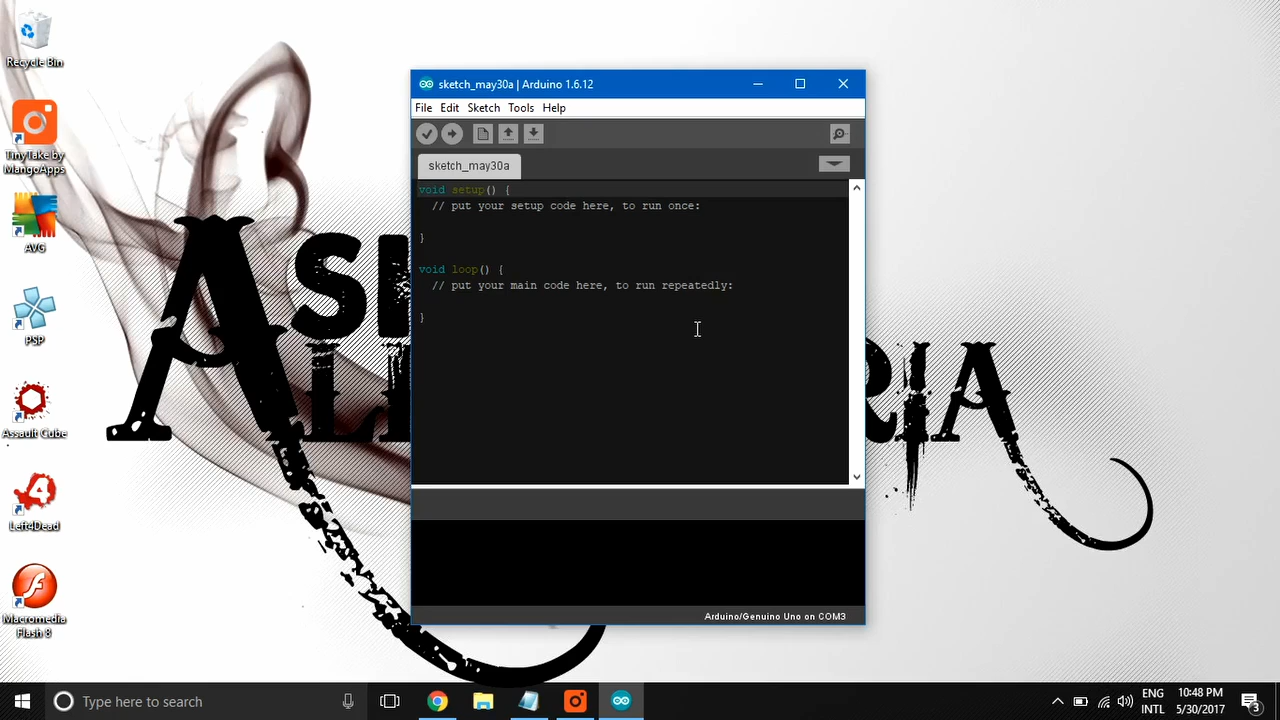 Recycle Bin
TinyTake by
MangoApps
AVG
PSP
Assault Cube
Left4Dead
Macromedia
Flash 8
sketch_may30a | Arduino 1.6.12
File Edit Sketch Tools Help
sketch_may30a
void setup() {
// put your setup code here, to run once:
}
void loop() {
// put your main code here, to run repeatedly:
}
Arduino/Genuino Uno on COM3
Type here to search
ENG
INTL
10:48 PM
5/30/2017
3